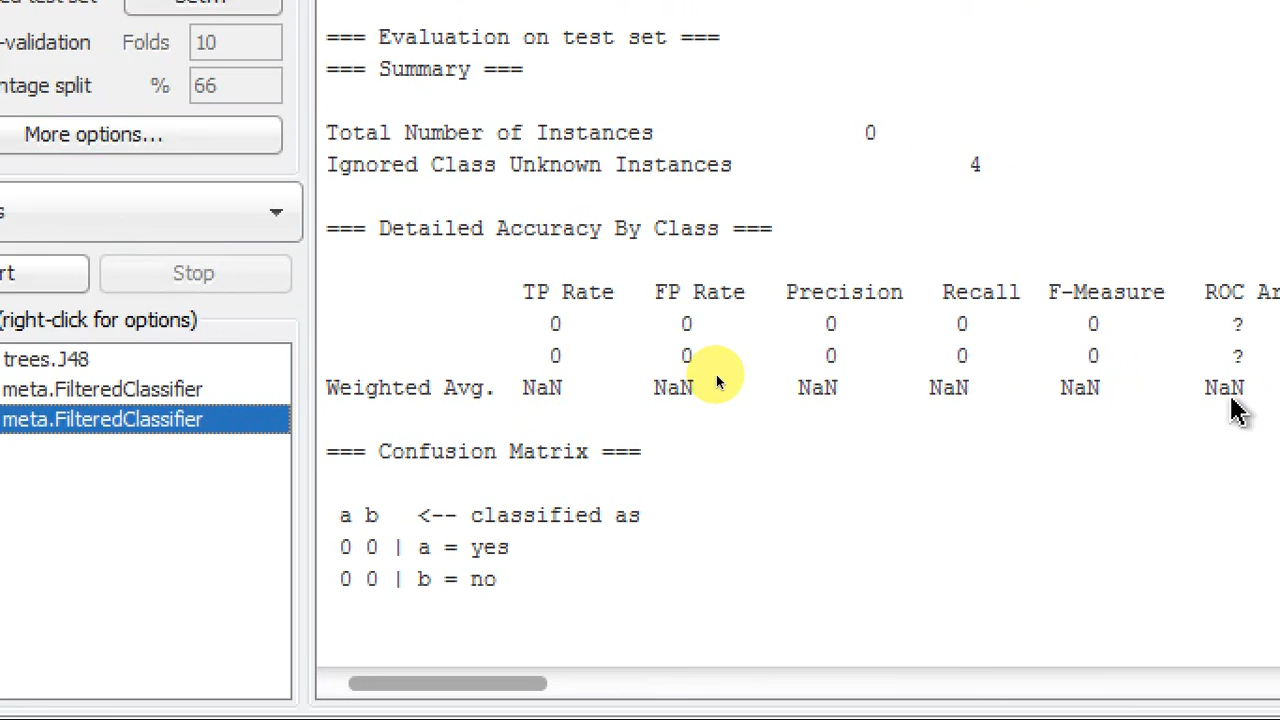 === Evaluation on test set ===
=== Summary ===
-validation Folds 10
ntage split % 66
More options...
Total Number of Instances 0
Ignored Class Unknown Instances 4
=== Detailed Accuracy By Class ===
rt Stop
TP Rate FP Rate Precision Recall F-Measure ROC Ar
(right-click for options)
0 0 0 0 0 ?
trees.J48
0 0 0 0 0 ?
meta.FilteredClassifier
Weighted Avg. NaN NaN NaN NaN NaN NaN
meta.FilteredClassifier
=== Confusion Matrix ===
a b <-- classified as
0 0 | a = yes
0 0 | b = no